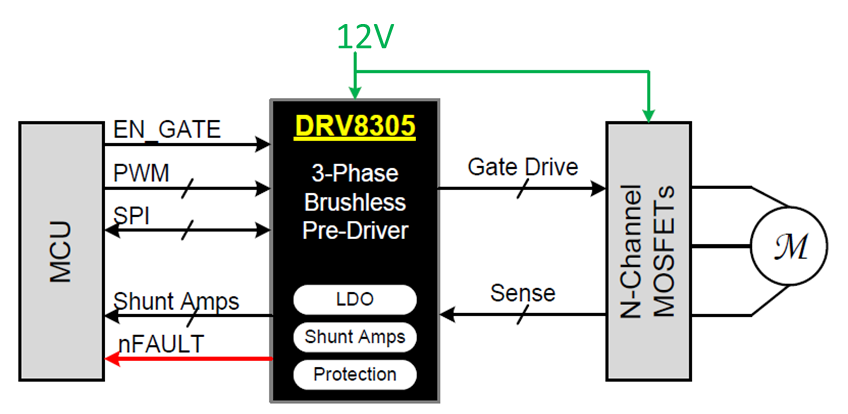 12V
DRV8305
3-Phase
Brushless
Pre-Driver
LDO
Shunt Amps
Protection
MCU
EN_GATE
PWM
SPI
Shunt Amps
nFAULT
Gate Drive
Sense
N-Channel
MOSFETs
M